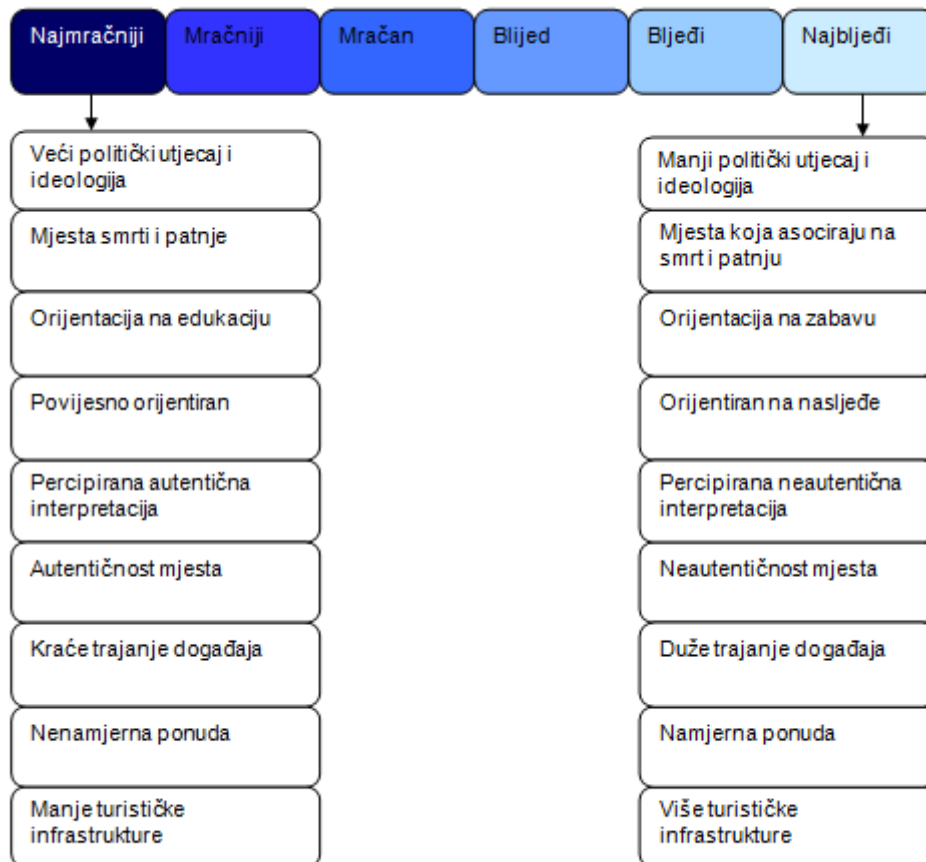 Najmračniji
Mračniji
Mračan
Blijed
Bljeđi
Najbljeđi
Veći politički utjecaj i
ideologija
Mjesta smrti i patnje
Orijentacija na edukaciju
Povijesno orijentiran
Percipirana autentična
interpretacija
Autentičnost mjesta
Kraće trajanje događaja
Nenamjerna ponuda
Manje turističke
infrastrukture
Manji politički utjecaj i
ideologija
Mjesta koja asociraju na
smrt i patnju
Orijentacija na zabavu
Orijentiran na nasljeđe
Percipirana neautentična
interpretacija
Neautentičnost mjesta
Duže trajanje događaja
Namjerna ponuda
Više turističke
infrastrukture